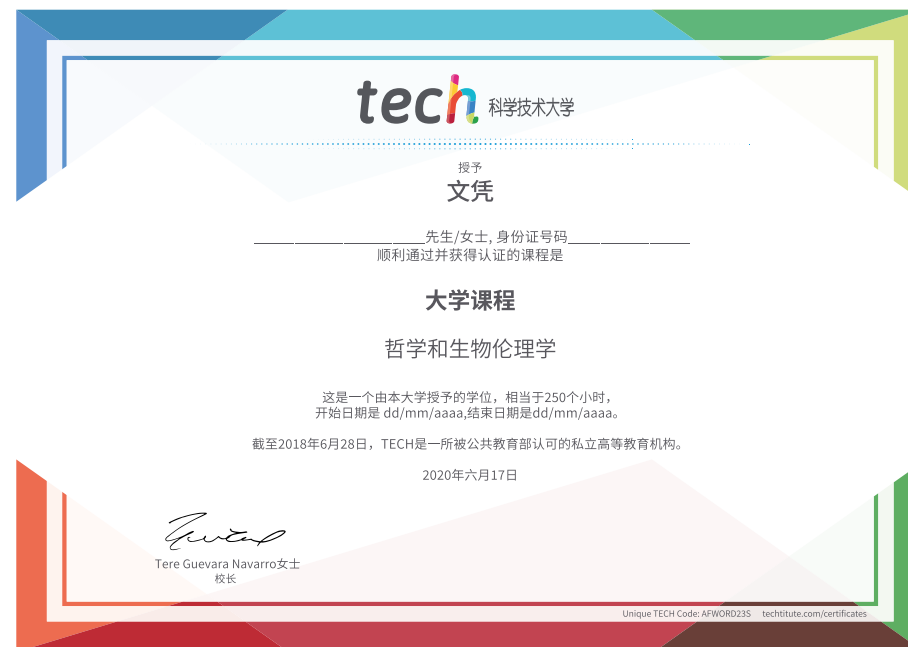 tech 科学技术大学
授予
文凭
____________________先生/女士, 身份证号码_______________
顺利通过并获得认证的课程是
大学课程
哲学和生物伦理学
这是一个由本大学授予的学位，相当于250个小时，
开始日期是 dd/mm/aaaa,结束日期是dd/mm/aaaa。
截至2018年6月28日，TECH是一所被公共教育部认可的私立高等教育机构。
2020年六月17日
Tere Guevara Navarro女士
校长
Unique TECH Code: AFWORD23S techtitute.com/certificates